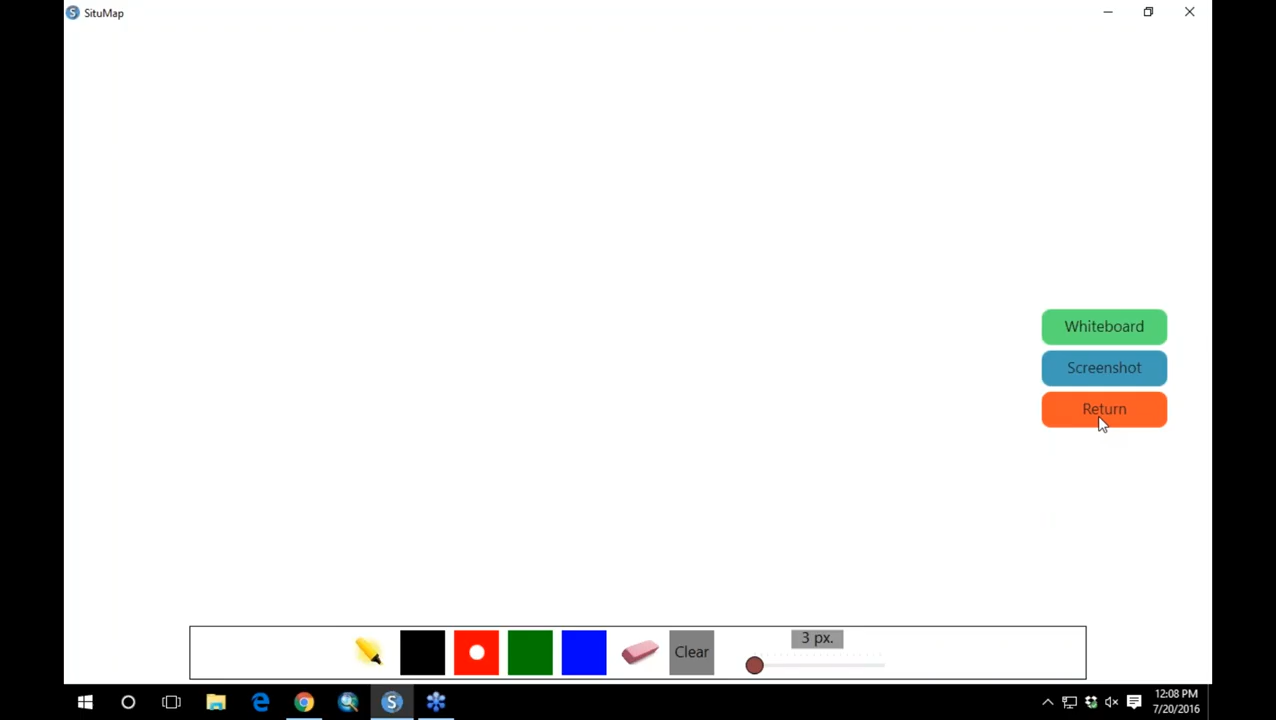 SituMap
Whiteboard
Screenshot
Return
Clear
3 px.
12:08 PM
7/20/2016